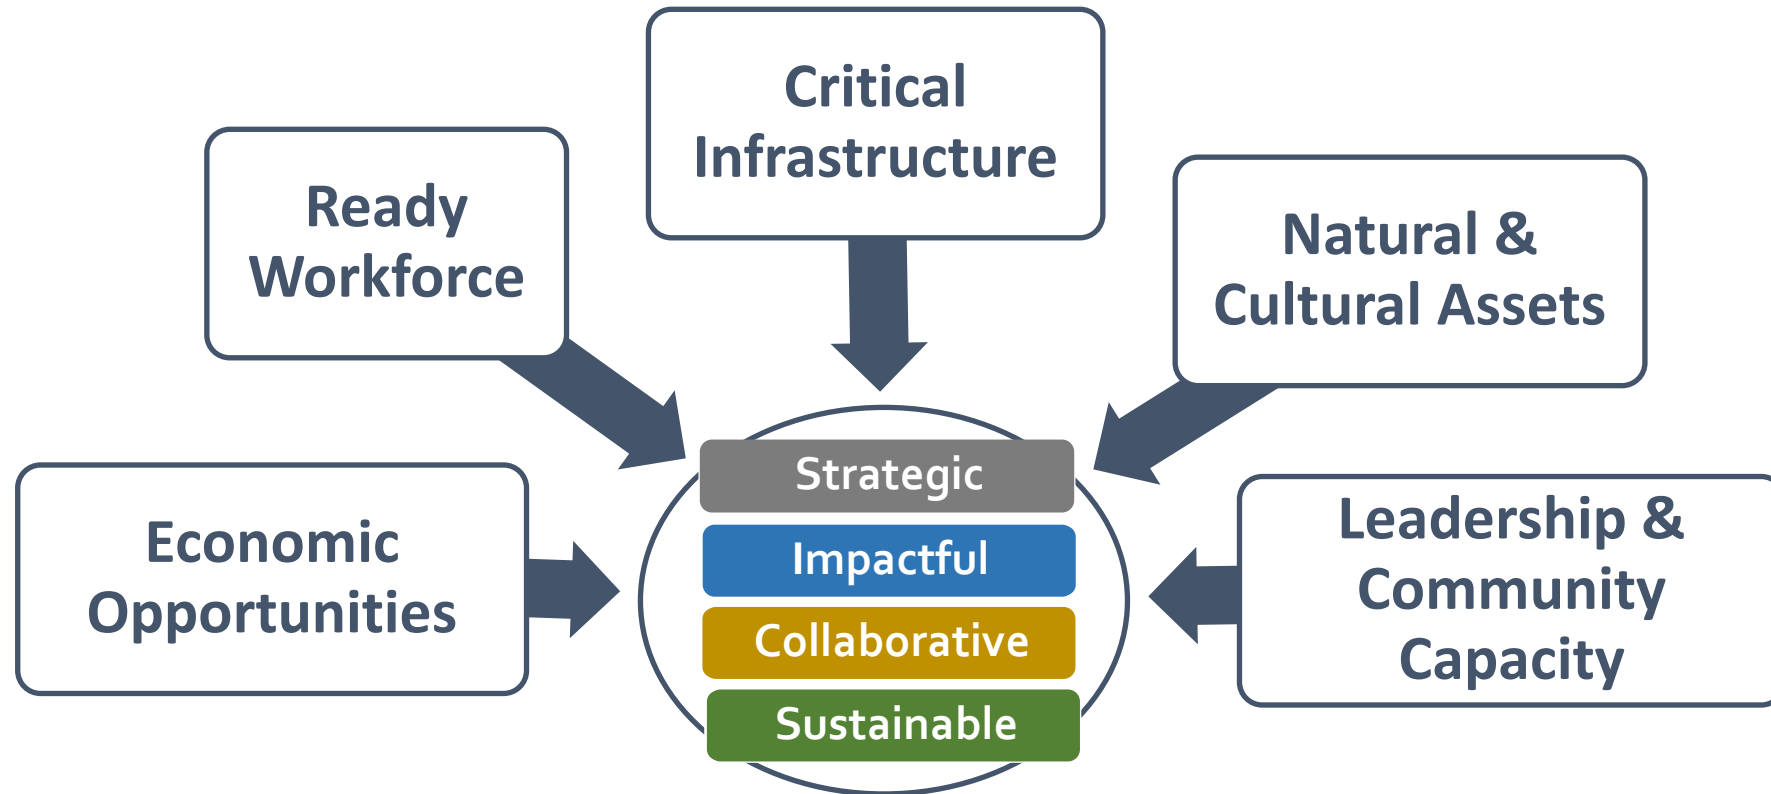 Critical
Infrastructure
Ready
Workforce
Natural &
Cultural Assets
Economic
Opportunities
Strategic
Impactful
Collaborative
Sustainable
Leadership &
Community
Capacity